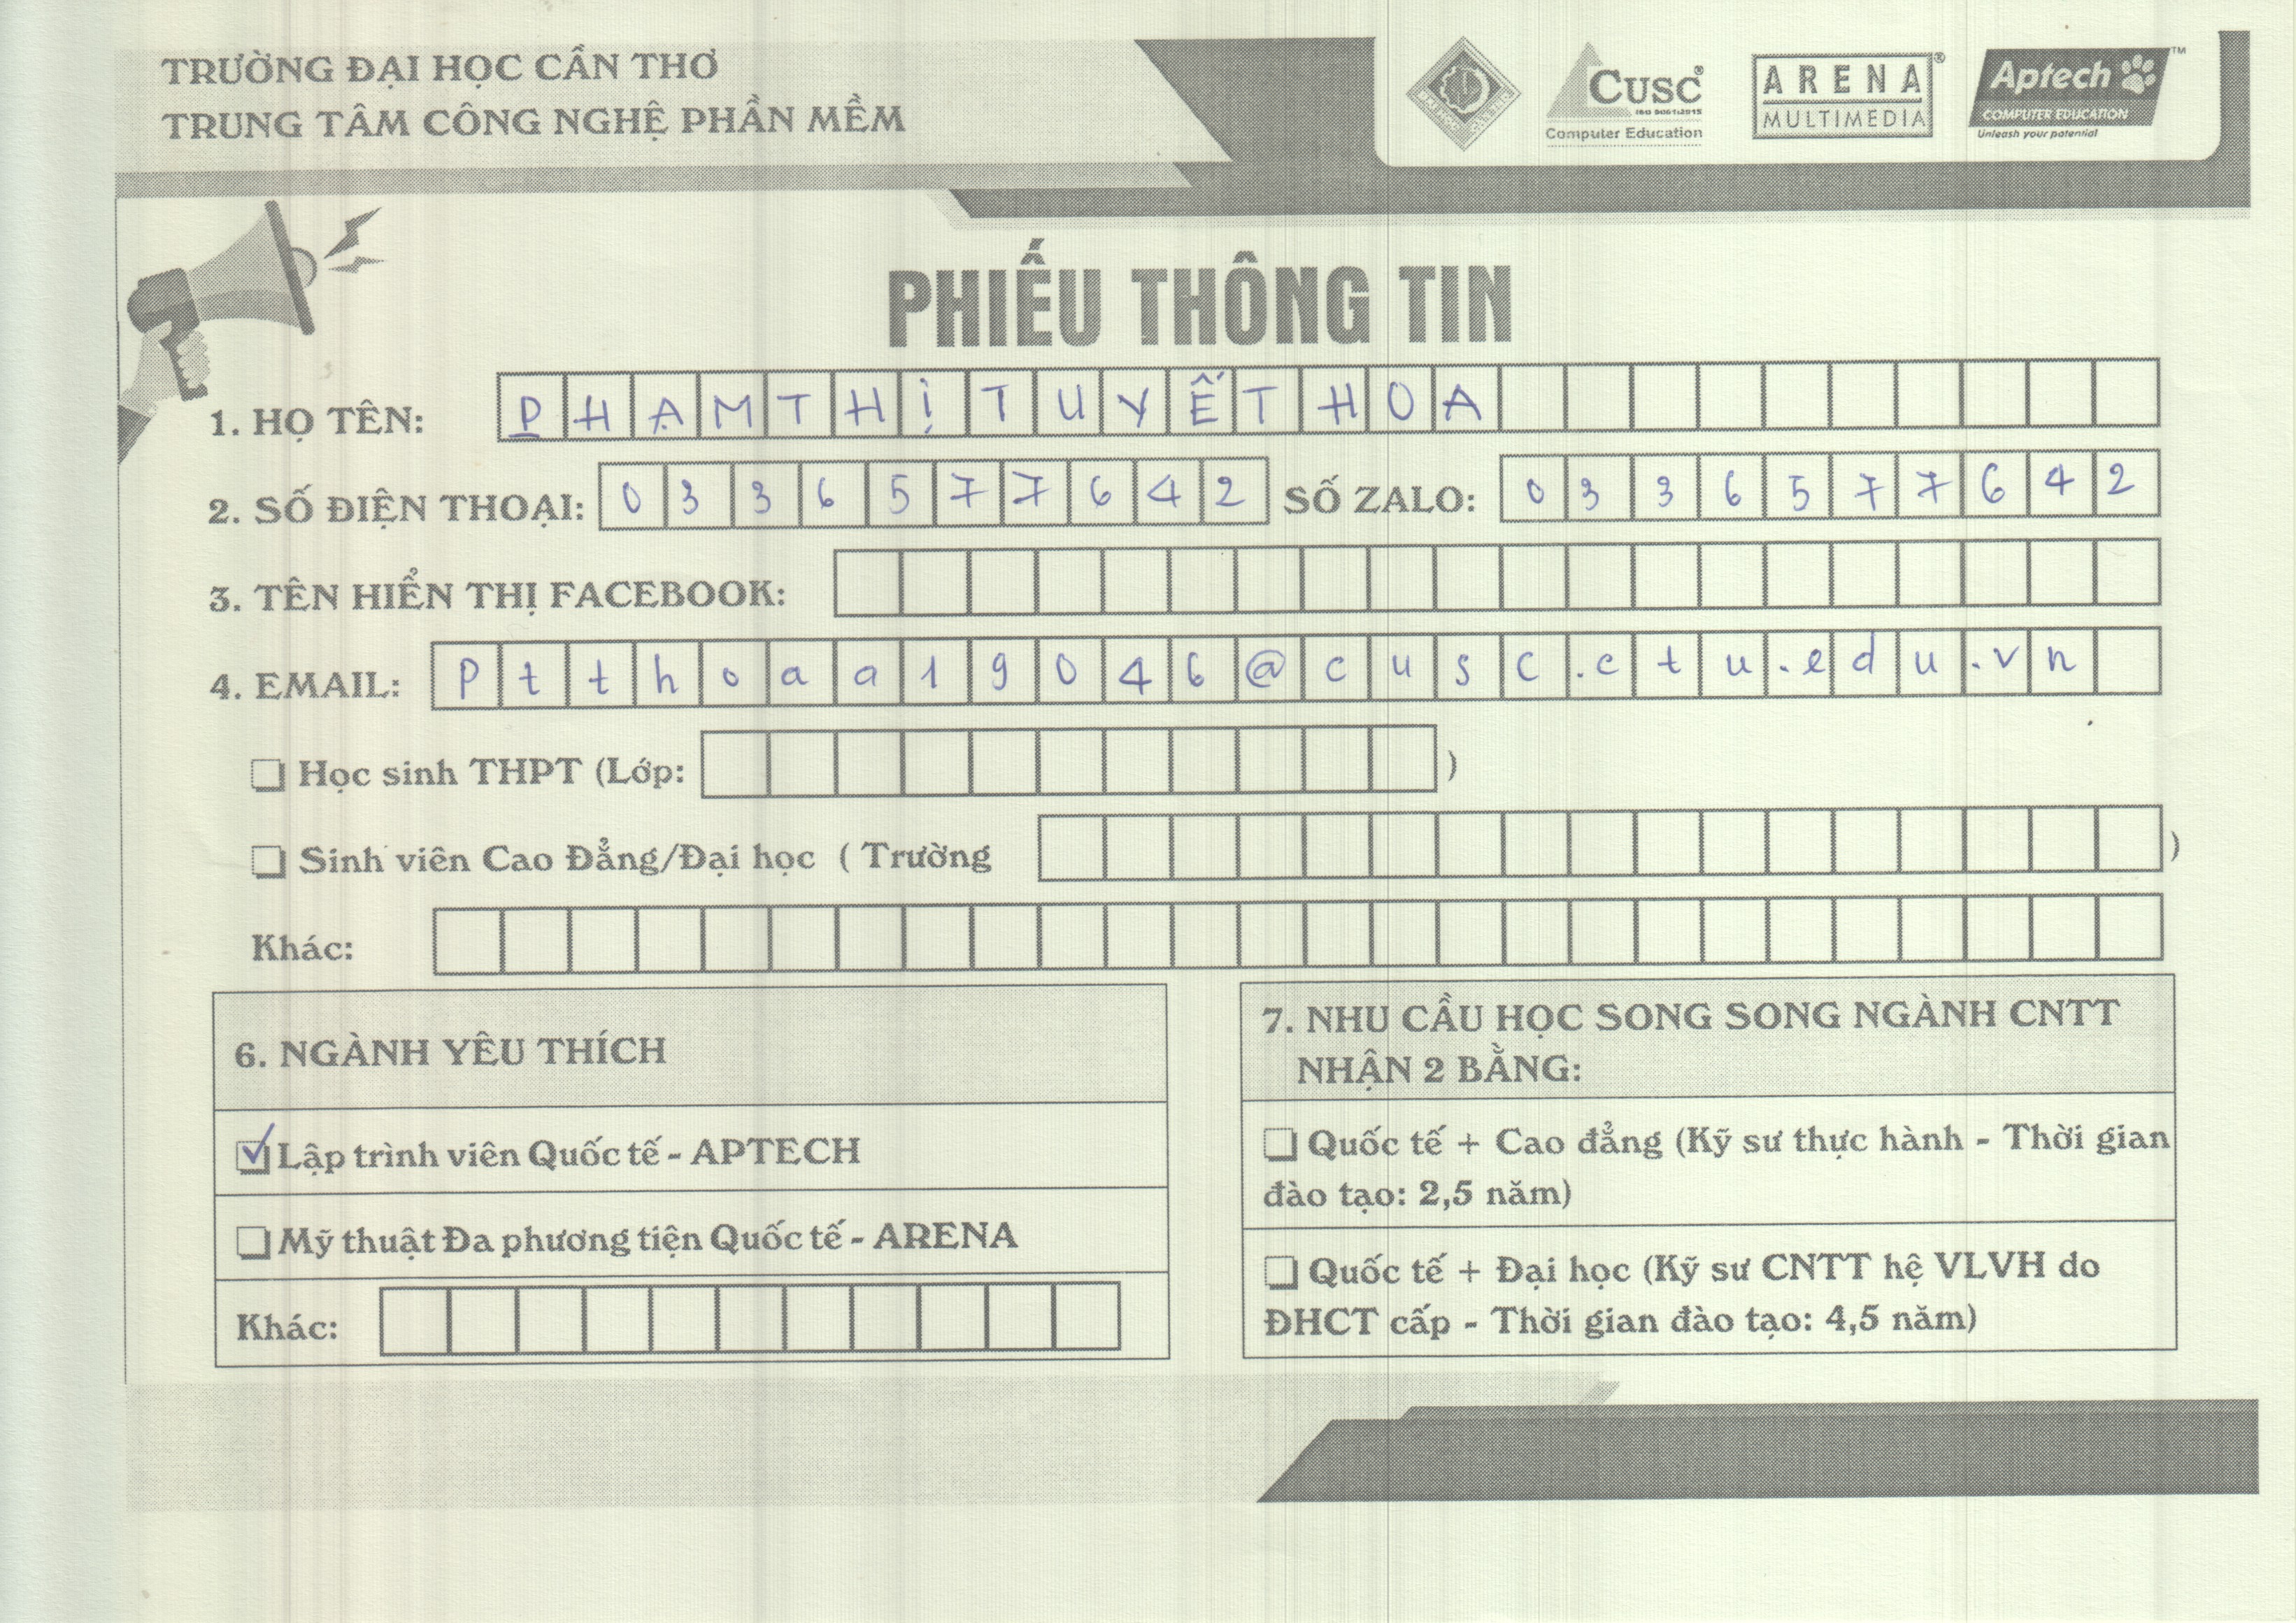 TRƯỜNG ĐẠI HỌC CẦN THƠ
TRUNG TÂM CÔNG NGHỆ PHẦN MỀM
CUSC®
ISO 9001:2015
Computer Education
ARENA®
MULTIMEDIA
Aptech™
COMPUTER EDUCATION
Unleash your potential
PHIẾU THÔNG TIN
1. HỌ TÊN: PHẠM THỊ TUYẾT HOA
2. SỐ ĐIỆN THOẠI: 0336577642 SỐ ZALO: 0336577642
3. TÊN HIỂN THỊ FACEBOOK:
4. EMAIL: ptthoaa19046@cusc.ctu.edu.vn
Học sinh THPT (Lớp: )
Sinh viên Cao Đẳng/Đại học ( Trường )
Khác:
6. NGÀNH YÊU THÍCH
Lập trình viên Quốc tế - APTECH
Mỹ thuật Đa phương tiện Quốc tế - ARENA
Khác:
7. NHU CẦU HỌC SONG SONG NGÀNH CNTT
NHẬN 2 BẰNG:
Quốc tế + Cao đẳng (Kỹ sư thực hành - Thời gian
đào tạo: 2,5 năm)
Quốc tế + Đại học (Kỹ sư CNTT hệ VLVH do
ĐHCT cấp - Thời gian đào tạo: 4,5 năm)